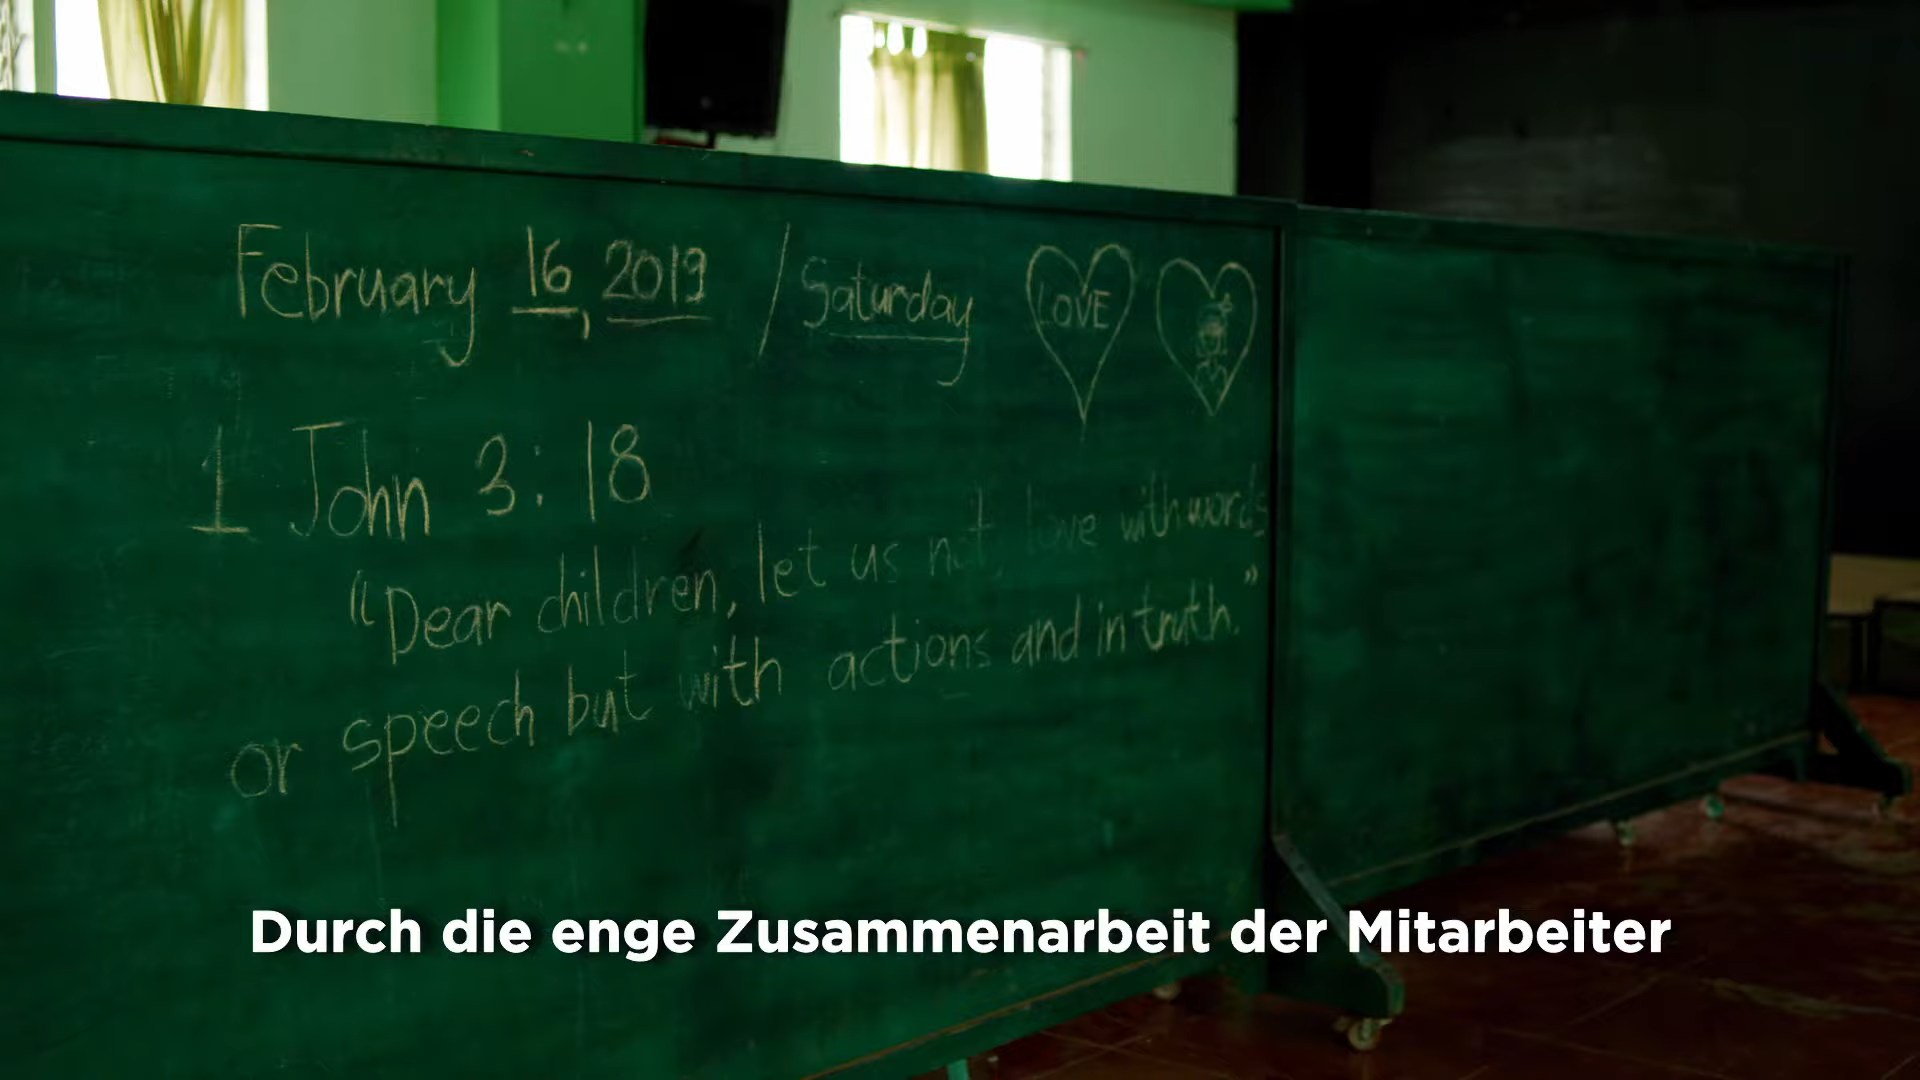 February 16, 2019 / Saturday
LOVE
1 John 3:18
"Dear children, let us not love with words
or speech but with actions and in truth."
Durch die enge Zusammenarbeit der Mitarbeiter